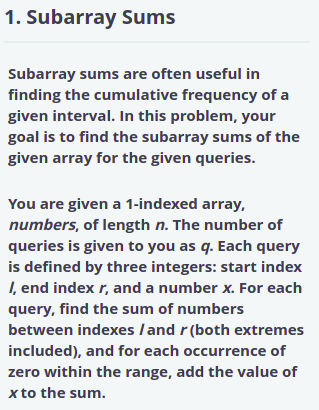 1. Subarray Sums
Subarray sums are often useful in
finding the cumulative frequency of a
given interval. In this problem, your
goal is to find the subarray sums of the
given array for the given queries.
You are given a 1-indexed array,
numbers, of length n. The number of
queries is given to you as q. Each query
is defined by three integers: start index
l, end index r, and a number x. For each
query, find the sum of numbers
between indexes l and r (both extremes
included), and for each occurrence of
zero within the range, add the value of
x to the sum.